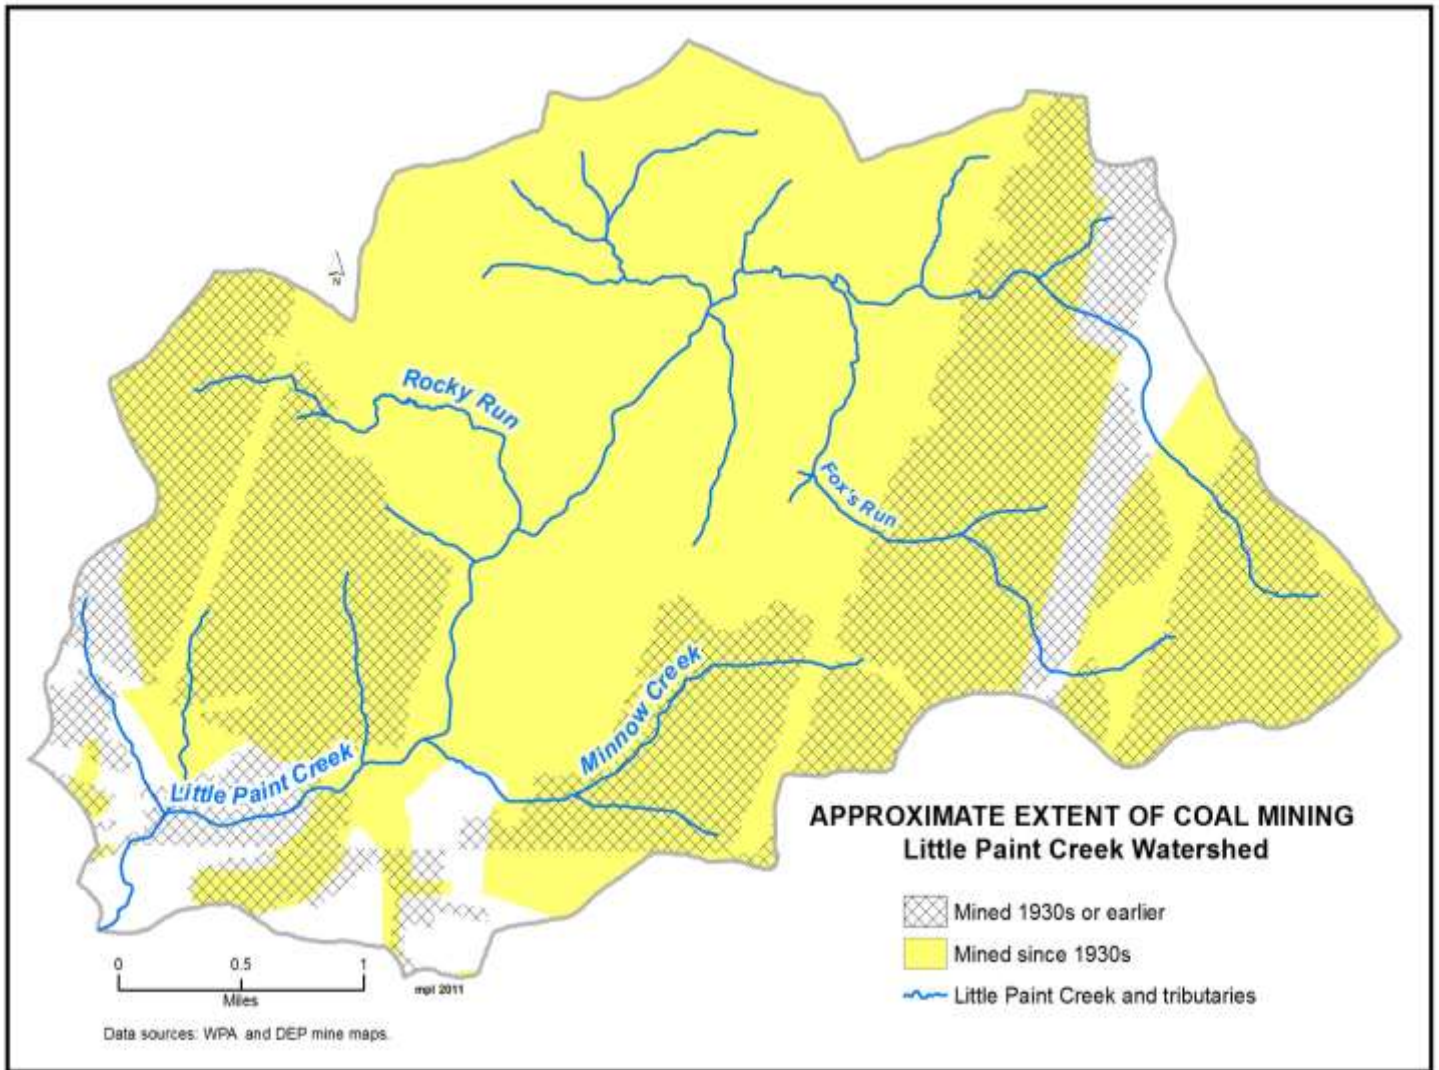 N
Rocky Run
Fox's Run
Minnow Creek
Little Paint Creek
APPROXIMATE EXTENT OF COAL MINING
Little Paint Creek Watershed
Mined 1930s or earlier
Mined since 1930s
Little Paint Creek and tributaries
0 0.5 1
Miles
mpl 2011
Data sources: WPA and DEP mine maps.